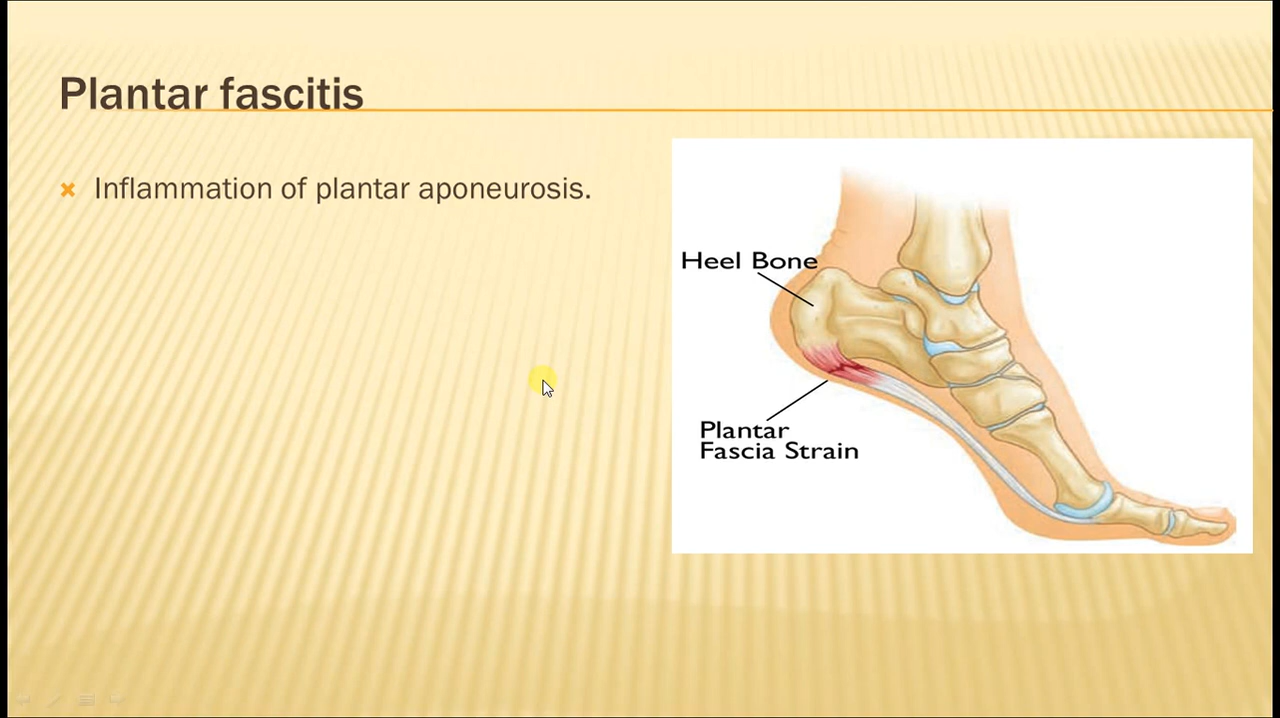 Plantar fascitis
Inflammation of plantar aponeurosis.
Heel Bone
Plantar
Fascia Strain